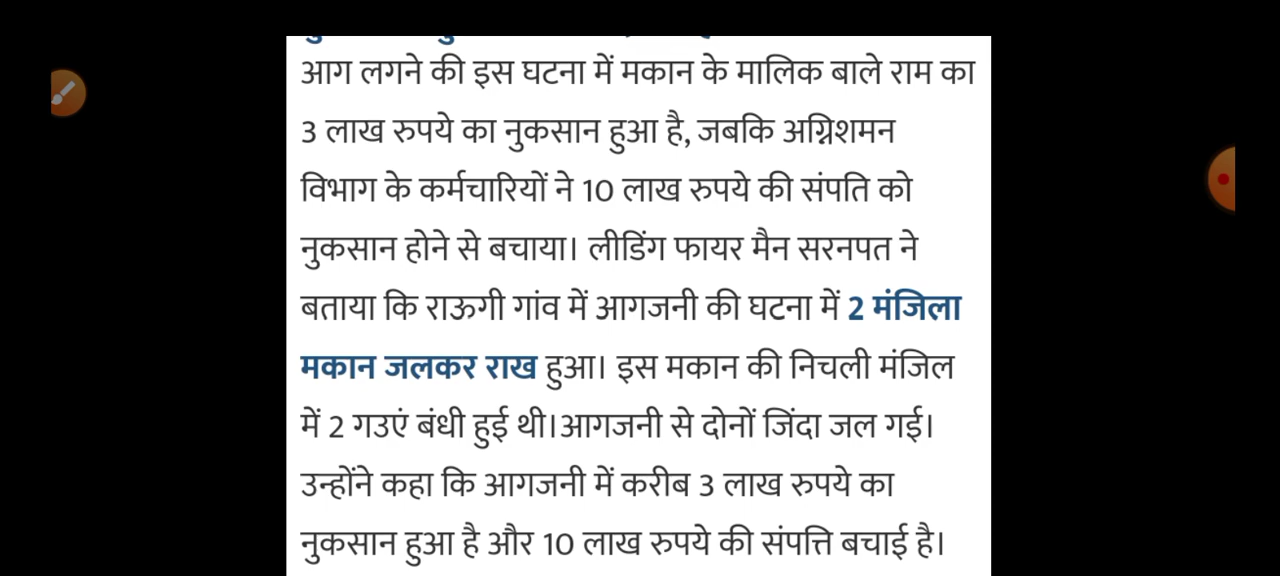 आग लगने की इस घटना में मकान के मालिक बाले राम का
3 लाख रुपये का नुकसान हुआ है, जबकि अग्निशमन
विभाग के कर्मचारियों ने 10 लाख रुपये की संपति को
नुकसान होने से बचाया। लीडिंग फायर मैन सरनपत ने
बताया कि राऊगी गांव में आगजनी की घटना में 2 मंजिला
मकान जलकर राख हुआ। इस मकान की निचली मंजिल
में 2 गउएं बंधी हुई थी।आगजनी से दोनों जिंदा जल गई।
उन्होंने कहा कि आगजनी में करीब 3 लाख रुपये का
नुकसान हुआ है और 10 लाख रुपये की संपत्ति बचाई है।